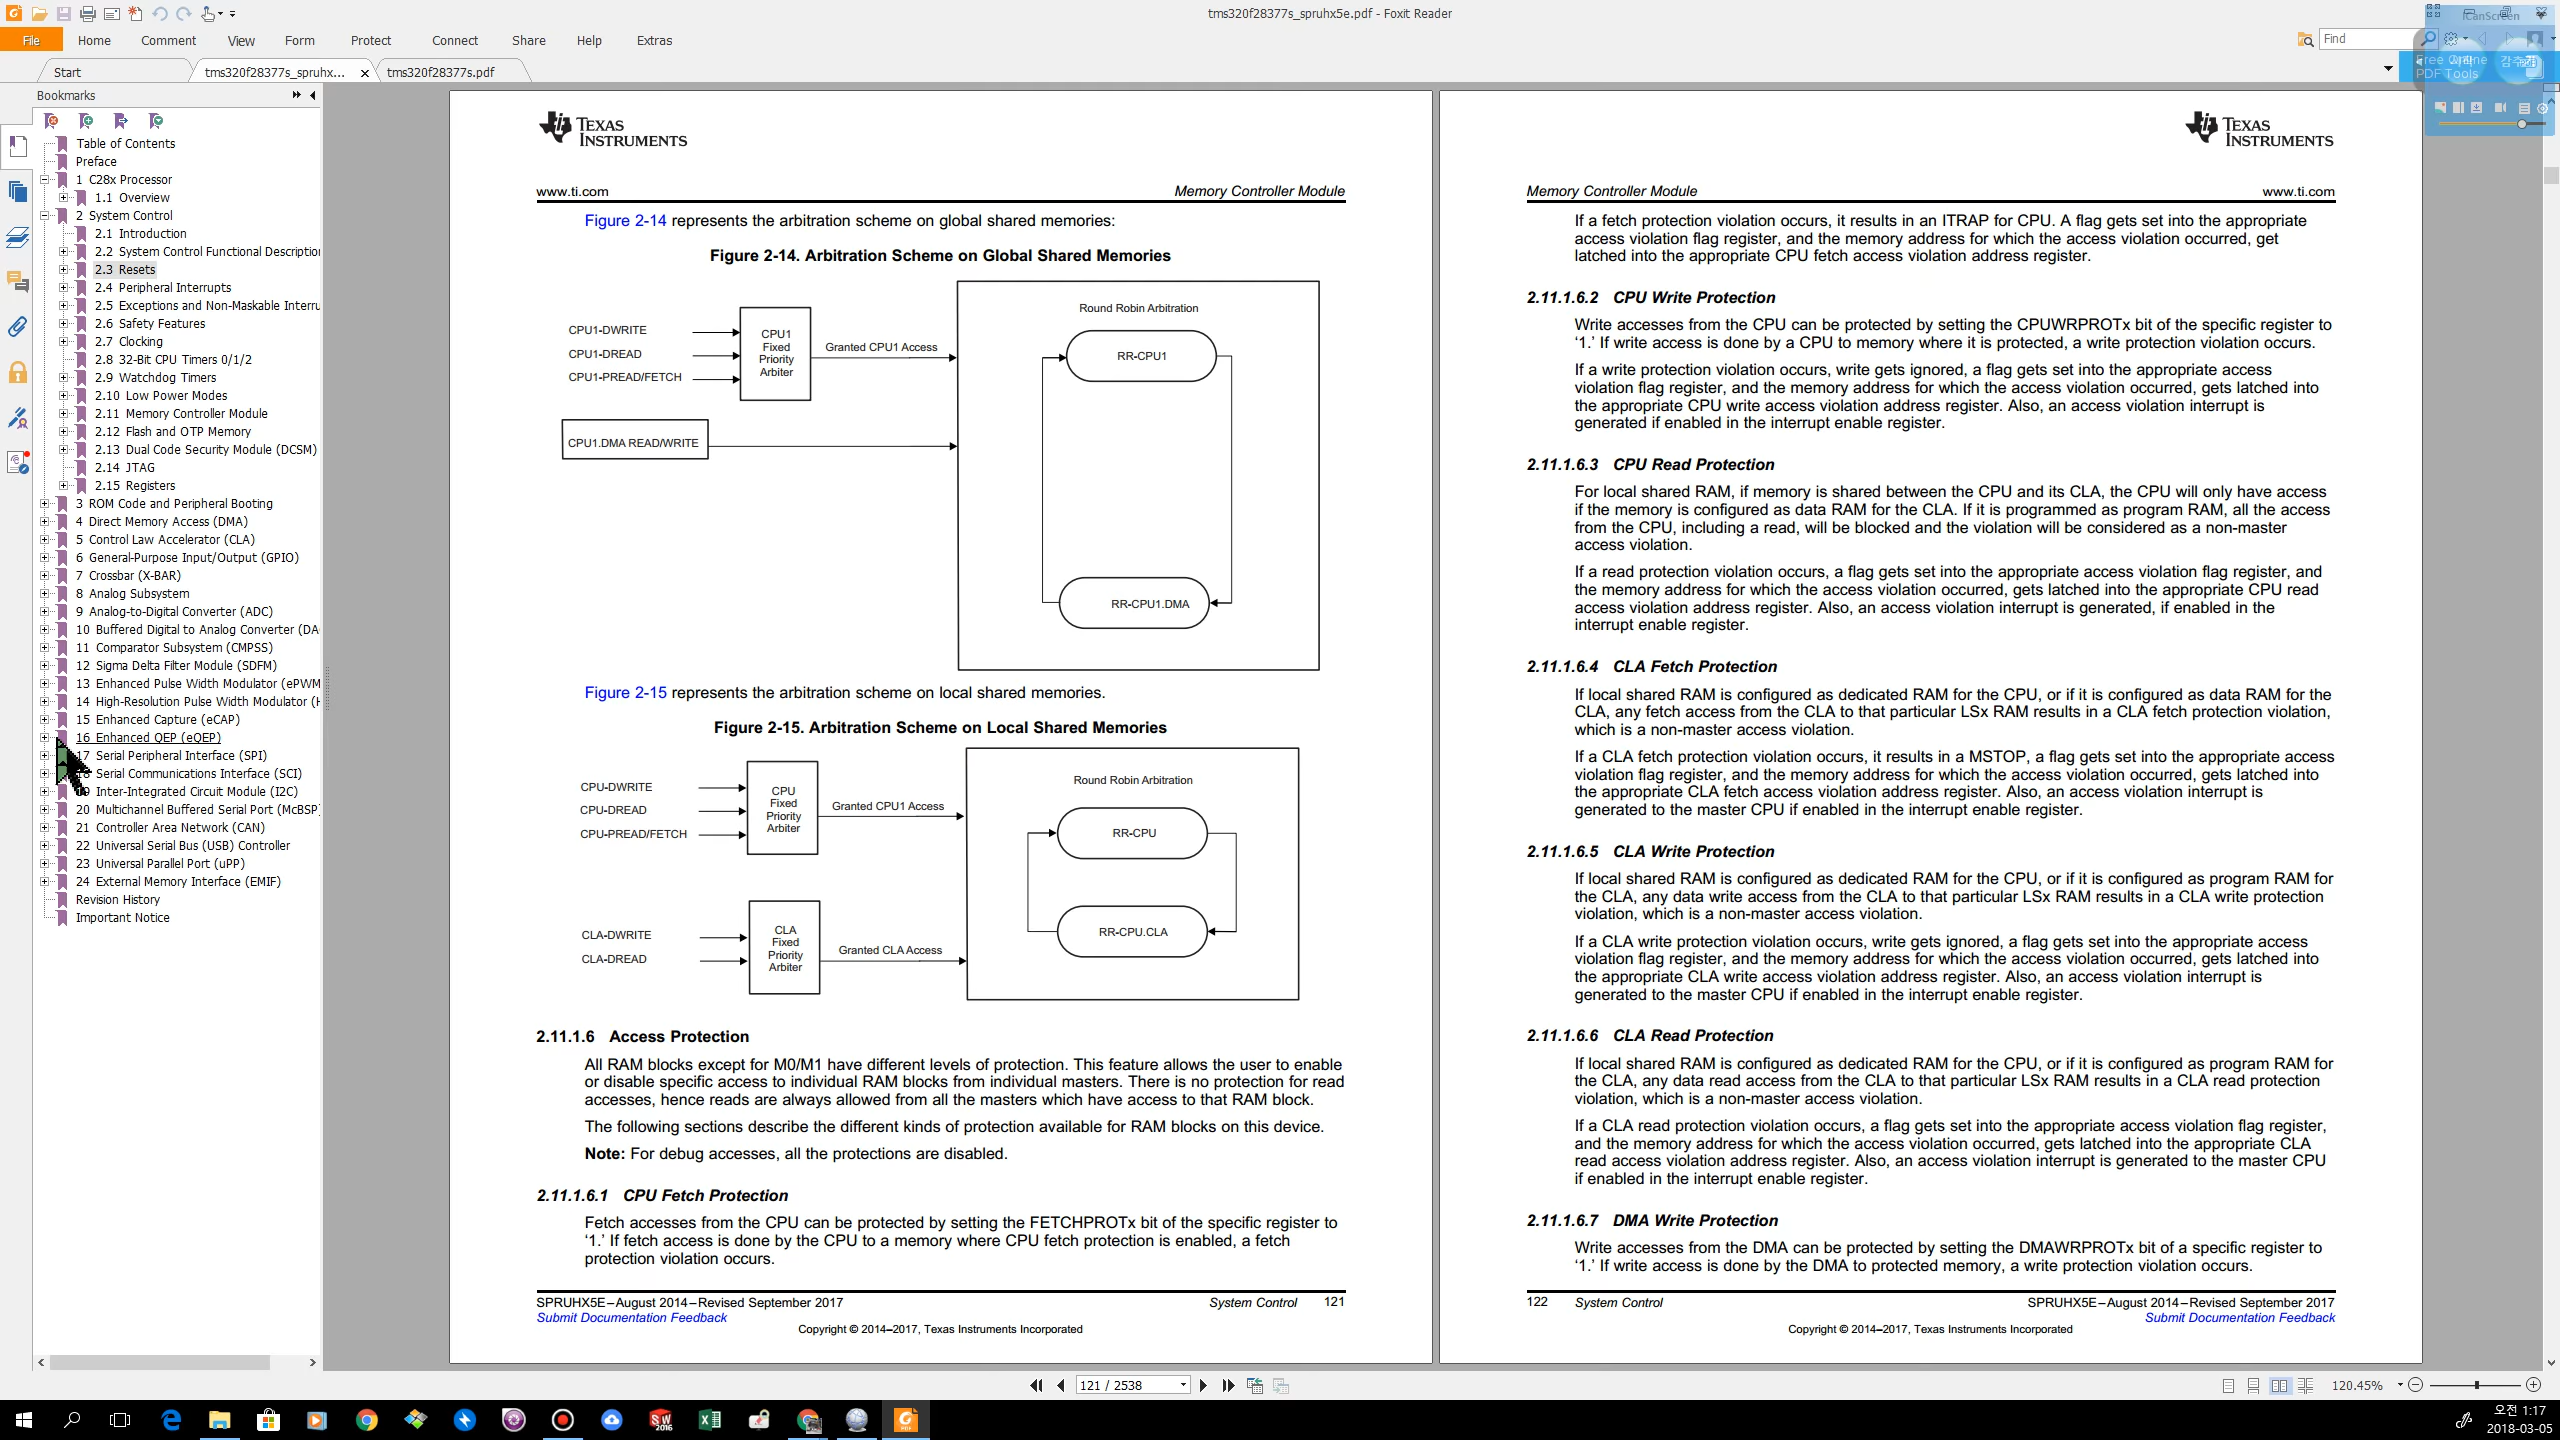 tms320f28377s_spruhx5e.pdf - Foxit Reader
File Home Comment View Form Protect Connect Share Help Extras
Find
Start
tms320f28377s_spruhx...
tms320f28377s.pdf
Free Online
PDF Tools
iCanScreen
Bookmarks
Table of Contents
Preface
1 C28x Processor
1.1 Overview
2 System Control
2.1 Introduction
2.2 System Control Functional Description
2.3 Resets
2.4 Peripheral Interrupts
2.5 Exceptions and Non-Maskable Interru
2.6 Safety Features
2.7 Clocking
2.8 32-Bit CPU Timers 0/1/2
2.9 Watchdog Timers
2.10 Low Power Modes
2.11 Memory Controller Module
2.12 Flash and OTP Memory
2.13 Dual Code Security Module (DCSM)
2.14 JTAG
2.15 Registers
3 ROM Code and Peripheral Booting
4 Direct Memory Access (DMA)
5 Control Law Accelerator (CLA)
6 General-Purpose Input/Output (GPIO)
7 Crossbar (X-BAR)
8 Analog Subsystem
9 Analog-to-Digital Converter (ADC)
10 Buffered Digital to Analog Converter (DA
11 Comparator Subsystem (CMPSS)
12 Sigma Delta Filter Module (SDFM)
13 Enhanced Pulse Width Modulator (ePWM
14 High-Resolution Pulse Width Modulator (H
15 Enhanced Capture (eCAP)
16 Enhanced QEP (eQEP)
17 Serial Peripheral Interface (SPI)
18 Serial Communications Interface (SCI)
19 Inter-Integrated Circuit Module (I2C)
20 Multichannel Buffered Serial Port (McBSP)
21 Controller Area Network (CAN)
22 Universal Serial Bus (USB) Controller
23 Universal Parallel Port (uPP)
24 External Memory Interface (EMIF)
Revision History
Important Notice
TEXAS
INSTRUMENTS
www.ti.com Memory Controller Module
Figure 2-14 represents the arbitration scheme on global shared memories:
Figure 2-14. Arbitration Scheme on Global Shared Memories
Round Robin Arbitration
CPU1-DWRITE
CPU1-DREAD
CPU1-PREAD/FETCH
CPU1
Fixed
Priority
Arbiter
Granted CPU1 Access
RR-CPU1
CPU1.DMA READ/WRITE
RR-CPU1.DMA
Figure 2-15 represents the arbitration scheme on local shared memories.
Figure 2-15. Arbitration Scheme on Local Shared Memories
Round Robin Arbitration
CPU-DWRITE
CPU-DREAD
CPU-PREAD/FETCH
CPU
Fixed
Priority
Arbiter
Granted CPU1 Access
RR-CPU
CLA-DWRITE
CLA-DREAD
CLA
Fixed
Priority
Arbiter
Granted CLA Access
RR-CPU.CLA
2.11.1.6 Access Protection
All RAM blocks except for M0/M1 have different levels of protection. This feature allows the user to enable
or disable specific access to individual RAM blocks from individual masters. There is no protection for read
accesses, hence reads are always allowed from all the masters which have access to that RAM block.
The following sections describe the different kinds of protection available for RAM blocks on this device.
Note: For debug accesses, all the protections are disabled.
2.11.1.6.1 CPU Fetch Protection
Fetch accesses from the CPU can be protected by setting the FETCHPROTx bit of the specific register to
‘1.’ If fetch access is done by the CPU to a memory where CPU fetch protection is enabled, a fetch
protection violation occurs.
SPRUHX5E–August 2014–Revised September 2017 System Control 121
Submit Documentation Feedback
Copyright © 2014–2017, Texas Instruments Incorporated
TEXAS
INSTRUMENTS
Memory Controller Module www.ti.com
If a fetch protection violation occurs, it results in an ITRAP for CPU. A flag gets set into the appropriate
access violation flag register, and the memory address for which the access violation occurred, get
latched into the appropriate CPU fetch access violation address register.
2.11.1.6.2 CPU Write Protection
Write accesses from the CPU can be protected by setting the CPUWRPROTx bit of the specific register to
‘1.’ If write access is done by a CPU to memory where it is protected, a write protection violation occurs.
If a write protection violation occurs, write gets ignored, a flag gets set into the appropriate access
violation flag register, and the memory address for which the access violation occurred, gets latched into
the appropriate CPU write access violation address register. Also, an access violation interrupt is
generated if enabled in the interrupt enable register.
2.11.1.6.3 CPU Read Protection
For local shared RAM, if memory is shared between the CPU and its CLA, the CPU will only have access
if the memory is configured as data RAM for the CLA. If it is programmed as program RAM, all the access
from the CPU, including a read, will be blocked and the violation will be considered as a non-master
access violation.
If a read protection violation occurs, a flag gets set into the appropriate access violation flag register, and
the memory address for which the access violation occurred, gets latched into the appropriate CPU read
access violation address register. Also, an access violation interrupt is generated, if enabled in the
interrupt enable register.
2.11.1.6.4 CLA Fetch Protection
If local shared RAM is configured as dedicated RAM for the CPU, or if it is configured as data RAM for the
CLA, any fetch access from the CLA to that particular LSx RAM results in a CLA fetch protection violation,
which is a non-master access violation.
If a CLA fetch protection violation occurs, it results in a MSTOP, a flag gets set into the appropriate access
violation flag register, and the memory address for which the access violation occurred, gets latched into
the appropriate CLA fetch access violation address register. Also, an access violation interrupt is
generated to the master CPU if enabled in the interrupt enable register.
2.11.1.6.5 CLA Write Protection
If local shared RAM is configured as dedicated RAM for the CPU, or if it is configured as program RAM for
the CLA, any data write access from the CLA to that particular LSx RAM results in a CLA write protection
violation, which is a non-master access violation.
If a CLA write protection violation occurs, write gets ignored, a flag gets set into the appropriate access
violation flag register, and the memory address for which the access violation occurred, gets latched into
the appropriate CLA write access violation address register. Also, an access violation interrupt is
generated to the master CPU if enabled in the interrupt enable register.
2.11.1.6.6 CLA Read Protection
If local shared RAM is configured as dedicated RAM for the CPU, or if it is configured as program RAM for
the CLA, any data read access from the CLA to that particular LSx RAM results in a CLA read protection
violation, which is a non-master access violation.
If a CLA read protection violation occurs, a flag gets set into the appropriate access violation flag register,
and the memory address for which the access violation occurred, gets latched into the appropriate CLA
read access violation address register. Also, an access violation interrupt is generated to the master CPU
if enabled in the interrupt enable register.
2.11.1.6.7 DMA Write Protection
Write accesses from the DMA can be protected by setting the DMAWRPROTx bit of a specific register to
‘1.’ If write access is done by the DMA to protected memory, a write protection violation occurs.
122 System Control SPRUHX5E–August 2014–Revised September 2017
Submit Documentation Feedback
Copyright © 2014–2017, Texas Instruments Incorporated
121 / 2538
120.45%
오전 1:17
2018-03-05